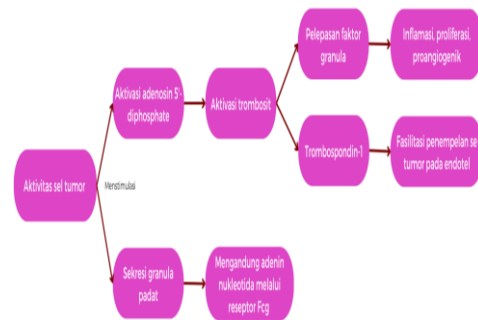 Pelepasan faktor
granula
Inflamasi, proliferasi,
proangiogenik
Aktivasi adenosin 5'-
diphosphate
Aktivasi trombosit
Trombospondin-1
Fasilitasi penempelan se
tumor pada endotel
Aktivitas sel tumor
Menstimulasi
Sekresi granula
padat
Mengandung adenin
nukleotida melalui
reseptor Fcg